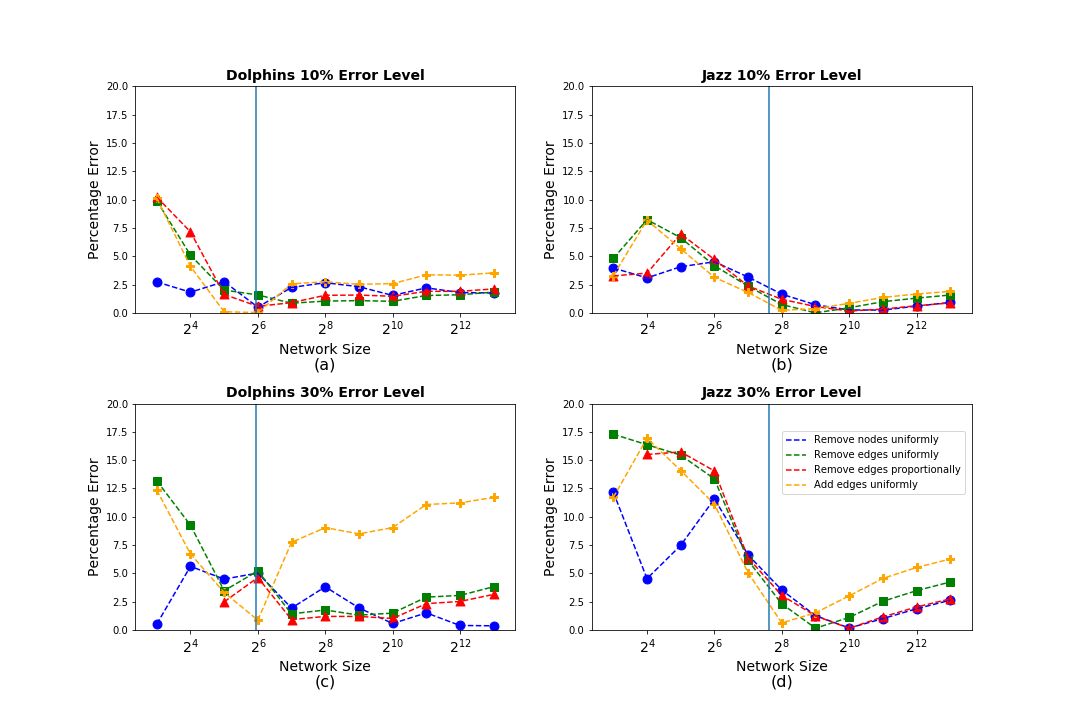 Dolphins 10% Error Level
20.0
17.5
15.0
12.5
10.0
7.5
5.0
2.5
0.0
Percentage Error
2^4 2^6 2^8 2^10 2^12
Network Size
(a)
Jazz 10% Error Level
20.0
17.5
15.0
12.5
10.0
7.5
5.0
2.5
0.0
Percentage Error
2^4 2^6 2^8 2^10 2^12
Network Size
(b)
Dolphins 30% Error Level
20.0
17.5
15.0
12.5
10.0
7.5
5.0
2.5
0.0
Percentage Error
2^4 2^6 2^8 2^10 2^12
Network Size
(c)
Jazz 30% Error Level
20.0
17.5
15.0
12.5
10.0
7.5
5.0
2.5
0.0
Percentage Error
Remove nodes uniformly
Remove edges uniformly
Remove edges proportionally
Add edges uniformly
2^4 2^6 2^8 2^10 2^12
Network Size
(d)